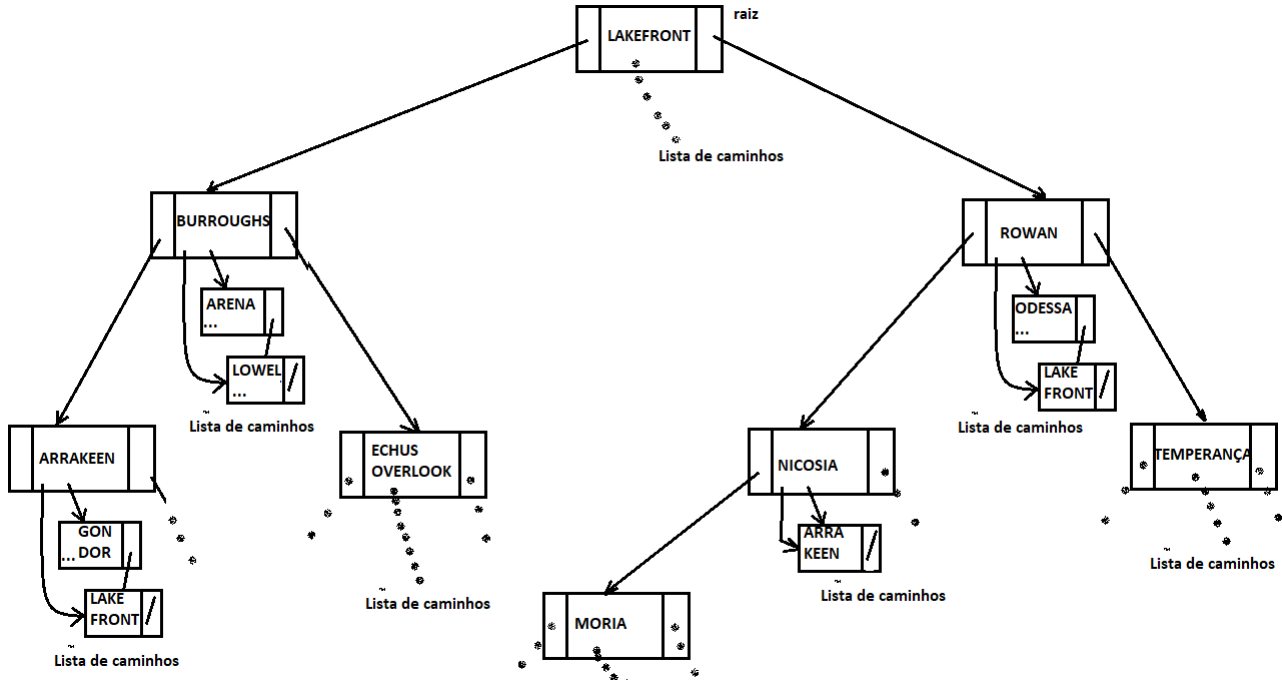 raiz
LAKEFRONT
Lista de caminhos
BURROUGHS
ROWAN
ARENA
...
ODESSA
...
LOWEL
...
LAKE
FRONT
Lista de caminhos
Lista de caminhos
ARRAKEEN
ECHUS
OVERLOOK
NICOSIA
TEMPERANÇA
GON
... DOR
ARRA
KEEN
Lista de caminhos
LAKE
FRONT
Lista de caminhos
Lista de caminhos
MORIA
Lista de caminhos